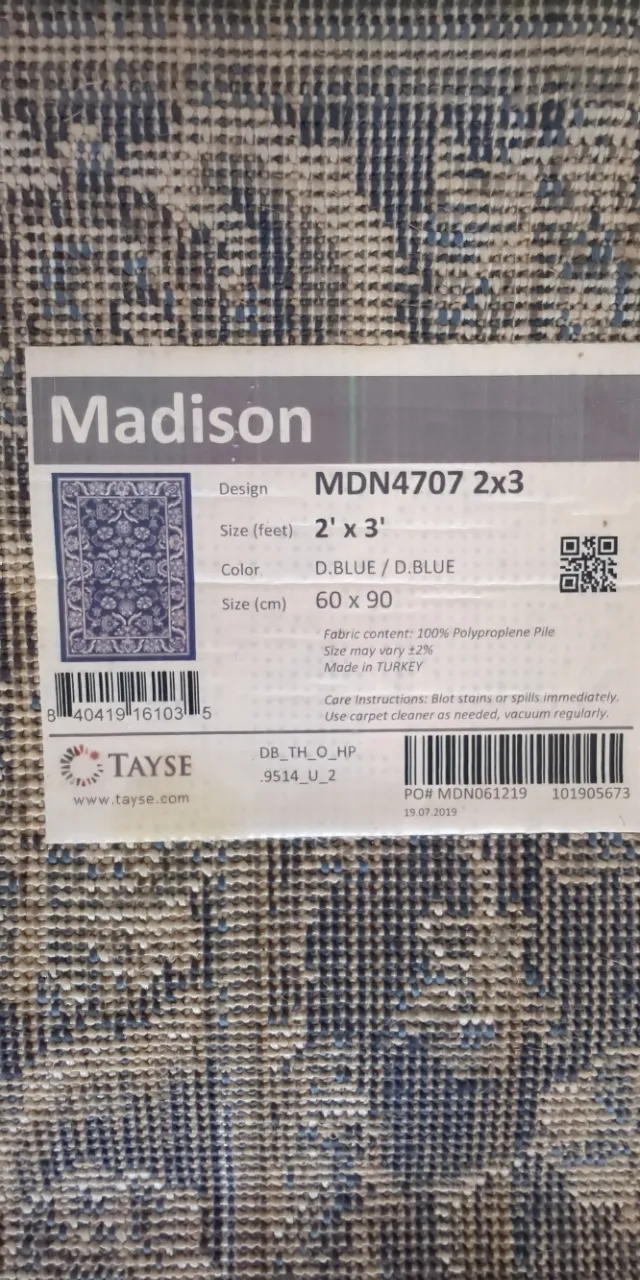 Madison
Design MDN4707 2x3
Size (feet) 2' x 3'
Color D.BLUE / D.BLUE
Size (cm) 60 x 90
Fabric content: 100% Polyproplene Pile
Size may vary ±2%
Made in TURKEY
8 40419 16103 5
Care Instructions: Blot stains or spills immediately.
Use carpet cleaner as needed, vacuum regularly.
TAYSE
www.tayse.com
DB_TH_O_HP
.9514_U_2
PO# MDN061219 101905673
19.07.2019